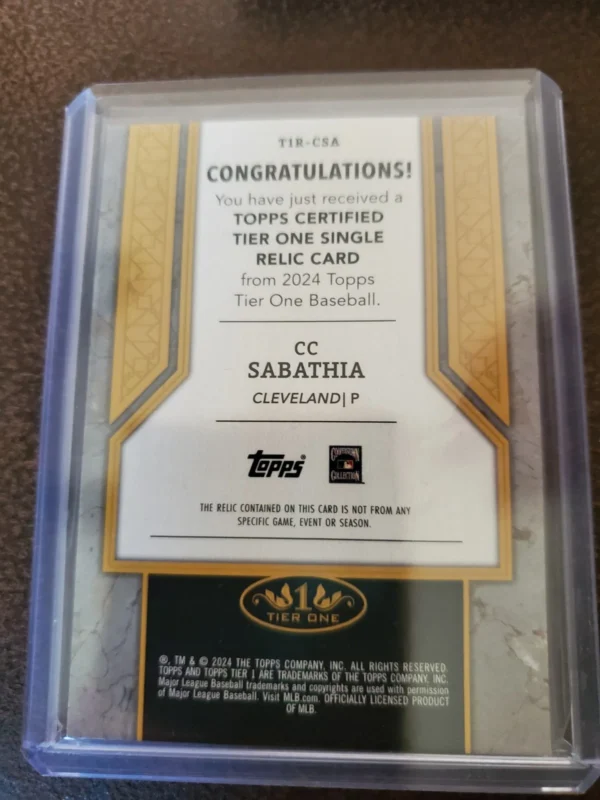 T1R-CSA
CONGRATULATIONS!
You have just received a
TOPPS CERTIFIED
TIER ONE SINGLE
RELIC CARD
from 2024 Topps
Tier One Baseball.
CC
SABATHIA
CLEVELAND| P
topps®
COOPERSTOWN
COLLECTION
THE RELIC CONTAINED ON THIS CARD IS NOT FROM ANY
SPECIFIC GAME, EVENT OR SEASON.
1
TIER ONE
®, TM & © 2024 THE TOPPS COMPANY, INC. ALL RIGHTS RESERVED.
TOPPS AND TOPPS TIER 1 ARE TRADEMARKS OF THE TOPPS COMPANY, INC.
Major League Baseball trademarks and copyrights are used with permission
of Major League Baseball. Visit MLB.com. OFFICIALLY LICENSED PRODUCT
OF MLB.